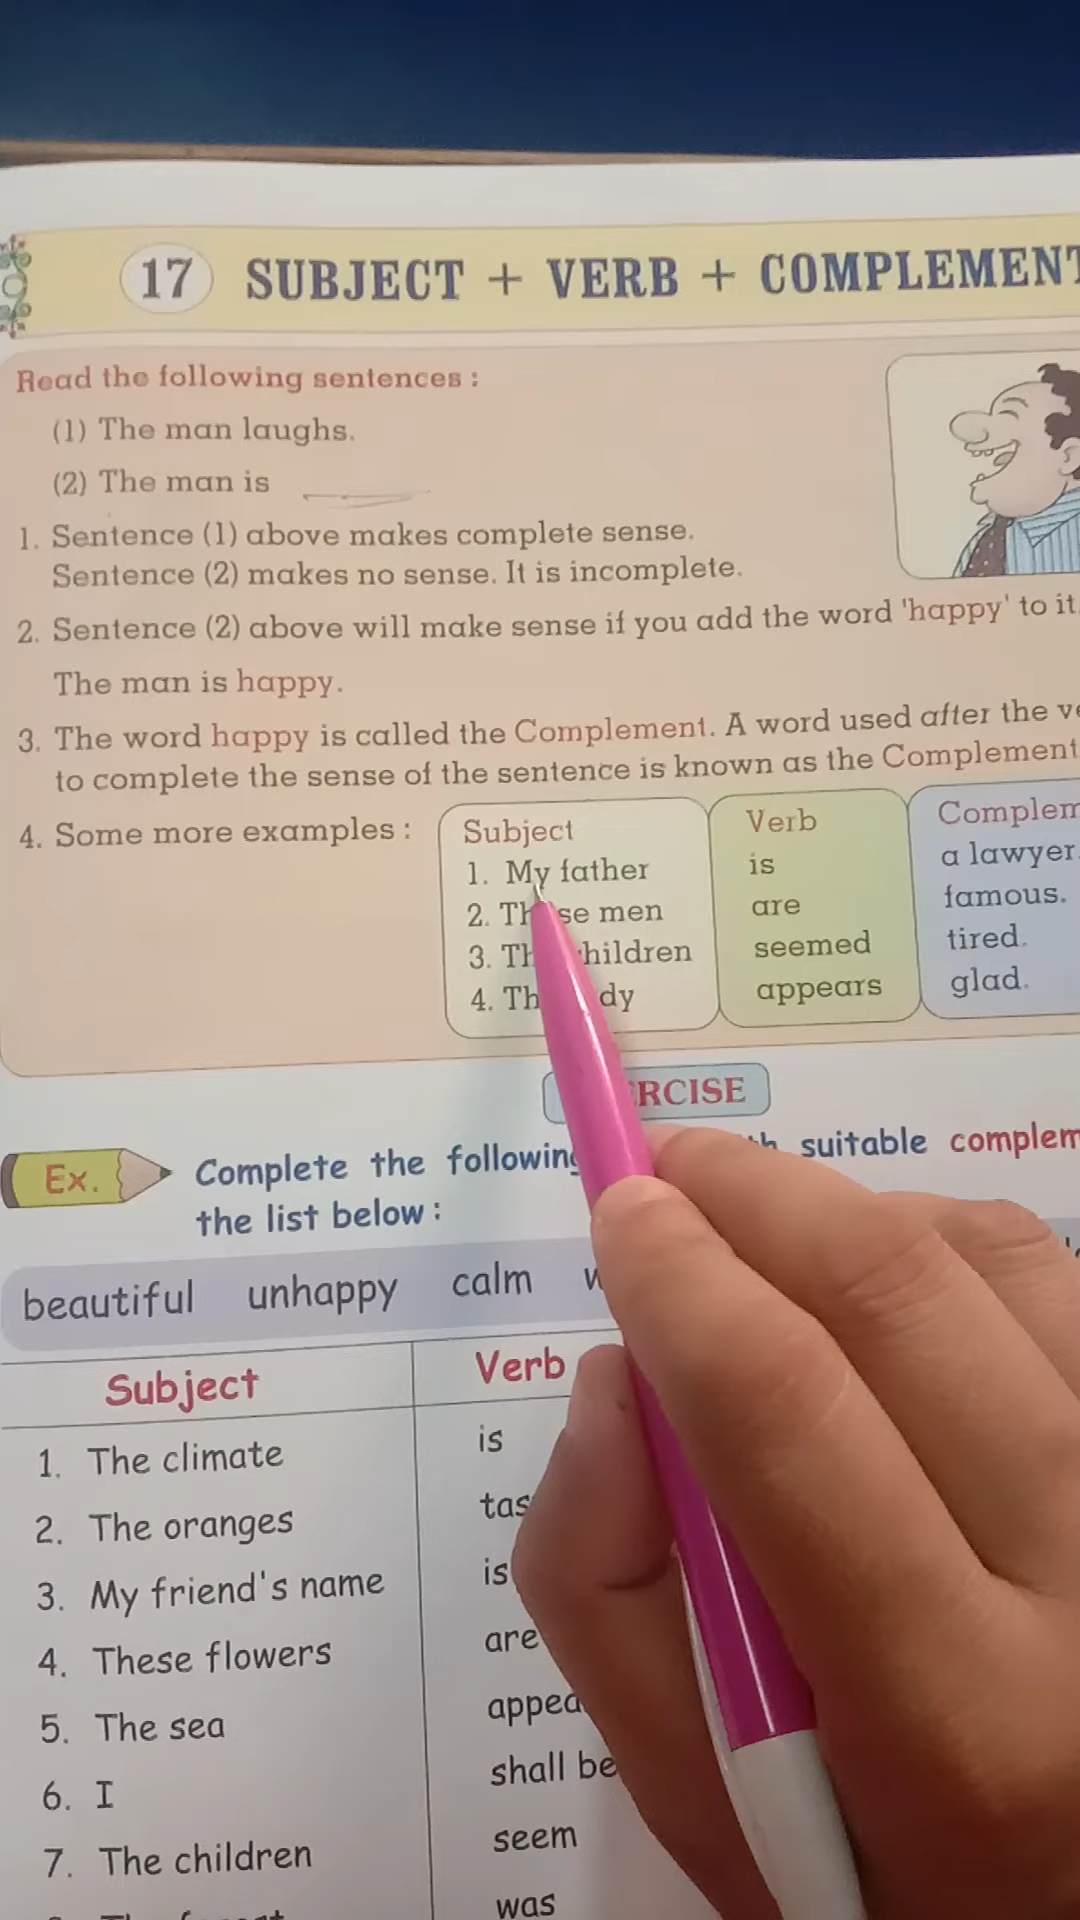 17 SUBJECT + VERB + COMPLEMENT
Read the following sentences :
(1) The man laughs.
(2) The man is
1. Sentence (1) above makes complete sense.
Sentence (2) makes no sense. It is incomplete.
2. Sentence (2) above will make sense if you add the word 'happy' to it.
The man is happy.
3. The word happy is called the Complement. A word used after the
to complete the sense of the sentence is known as the Complement
4. Some more examples :
Subject Verb
1. My father is a lawyer.
2. men are famous.
3. seemed tired.
4. appears glad.
Ex. Complete the following suitable
the list below :
beautiful unhappy calm
Subject Verb
1. The climate is
2. The oranges
3. My friend's name is
4. These flowers are
5. The sea
6. I shall be
7. The children seem
was